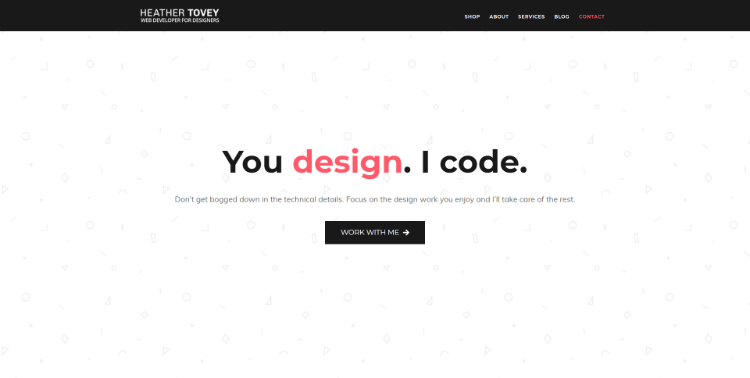 HEATHER TOVEY
WEB DEVELOPER FOR DESIGNERS
SHOP ABOUT SERVICES BLOG CONTACT
You design. I code.
Don't get bogged down in the technical details. Focus on the design work you enjoy and I'll take care of the rest.
WORK WITH ME →